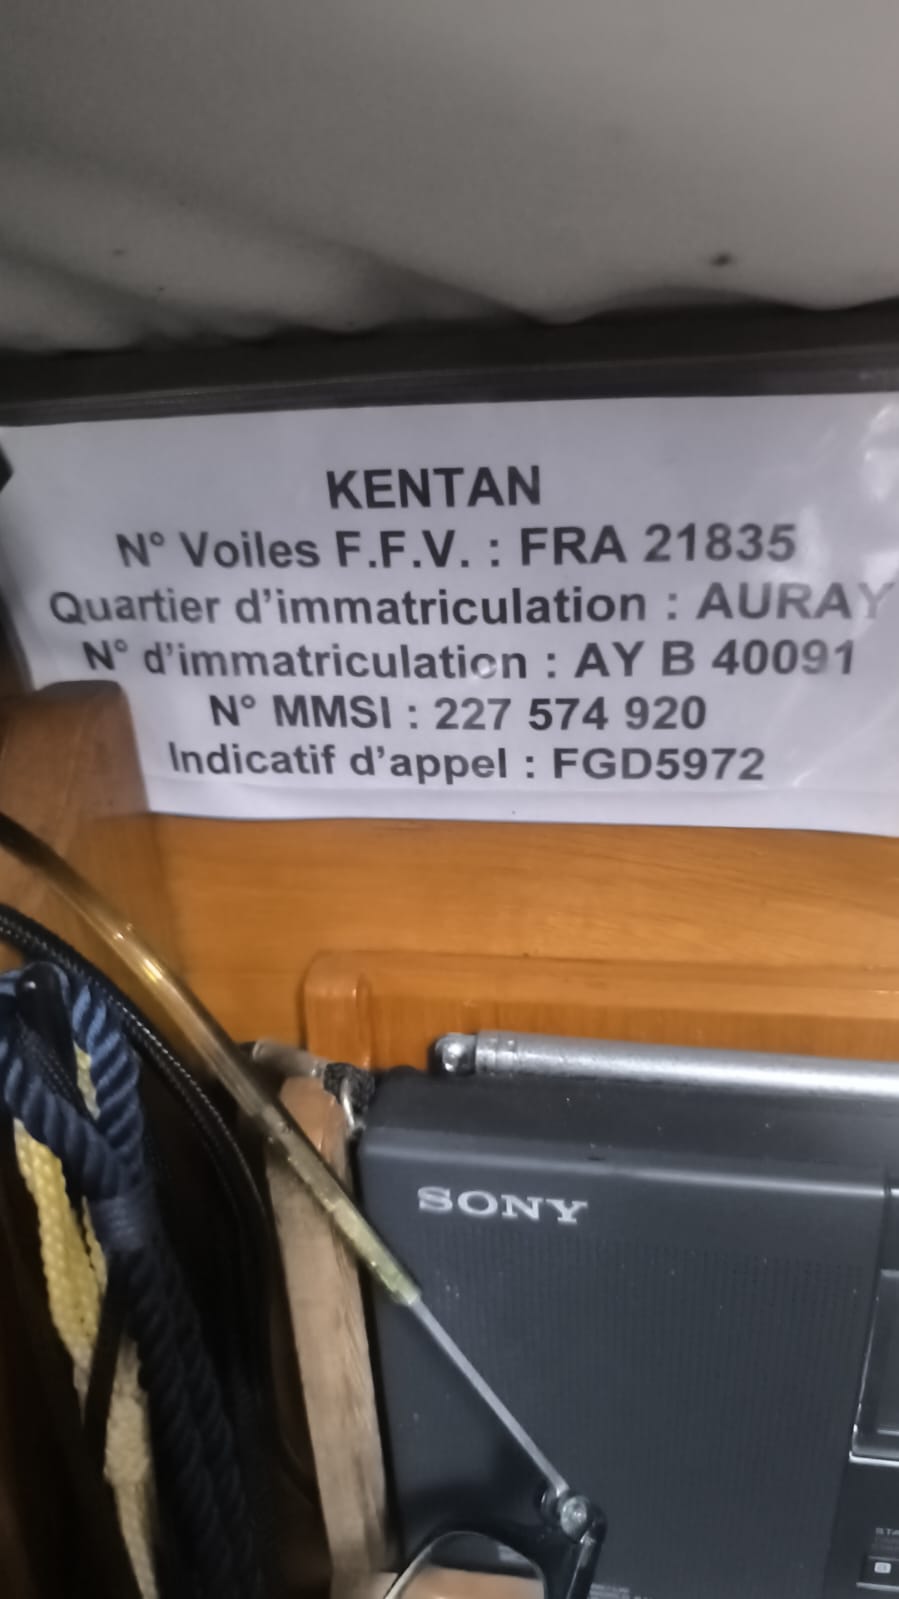 KENTAN
N° Voiles F.F.V. : FRA 21835
Quartier d'immatriculation : AURAY
N° d'immatriculation : AY B 40091
N° MMSI : 227 574 920
Indicatif d'appel : FGD5972
SONY